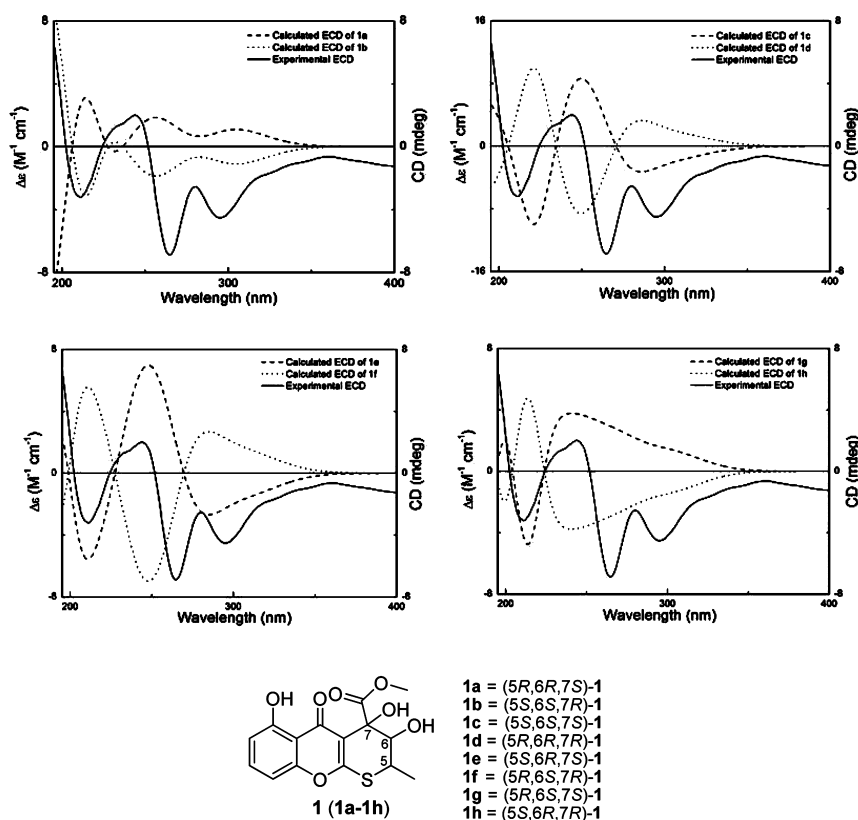 8
Calculated ECD of 1a
Calculated ECD of 1b
Experimental ECD
8
Δε (M⁻¹ cm⁻¹)
0
0
CD (mdeg)
-8
-8
200
300
400
Wavelength (nm)
16
Calculated ECD of 1c
Calculated ECD of 1d
Experimental ECD
8
Δε (M⁻¹ cm⁻¹)
0
0
CD (mdeg)
-16
-8
200
300
400
Wavelength (nm)
8
Calculated ECD of 1e
Calculated ECD of 1f
Experimental ECD
8
Δε (M⁻¹ cm⁻¹)
0
0
CD (mdeg)
-8
-8
200
300
400
Wavelength (nm)
8
Calculated ECD of 1g
Calculated ECD of 1h
Experimental ECD
8
Δε (M⁻¹ cm⁻¹)
0
0
CD (mdeg)
-8
-8
200
300
400
Wavelength (nm)
O
O
OH
O
OH
OH
7
6
5
O
S
1 (1a-1h)
1a = (5R,6R,7S)-1
1b = (5S,6S,7R)-1
1c = (5S,6S,7S)-1
1d = (5R,6R,7R)-1
1e = (5S,6R,7S)-1
1f = (5R,6S,7R)-1
1g = (5R,6S,7S)-1
1h = (5S,6R,7R)-1